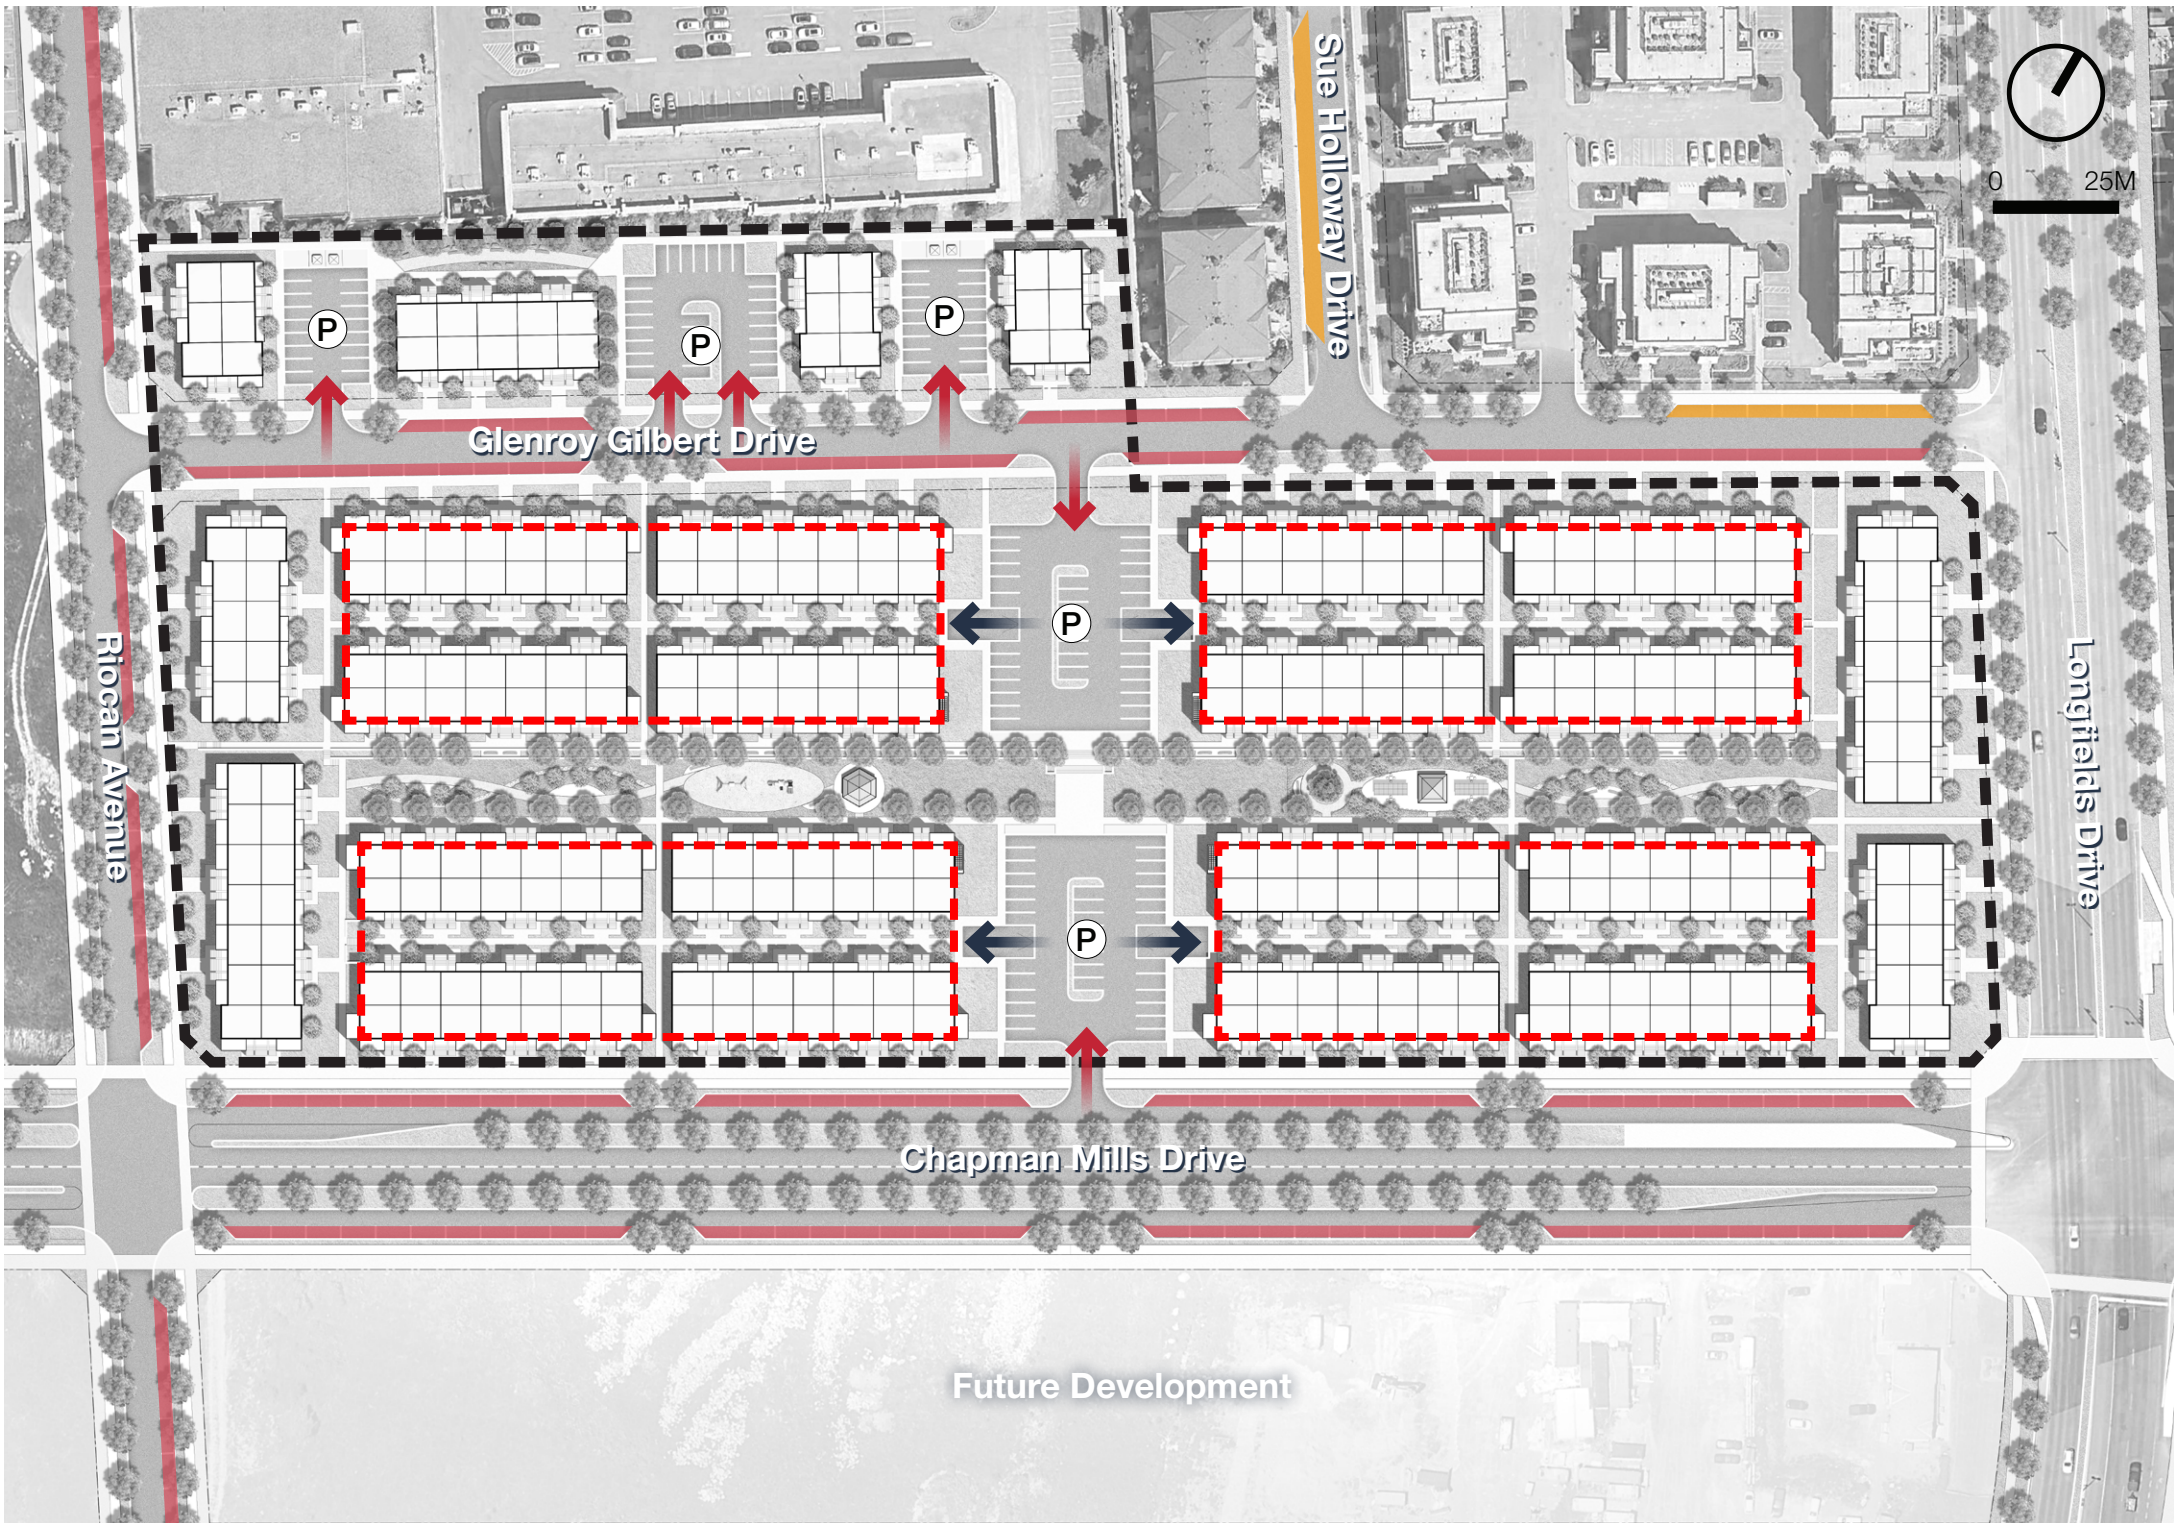 Sue Holloway Drive
0 25M
P
P
P
Glenroy Gilbert Drive
P
Riocan Avenue
Longfields Drive
P
Chapman Mills Drive
Future Development